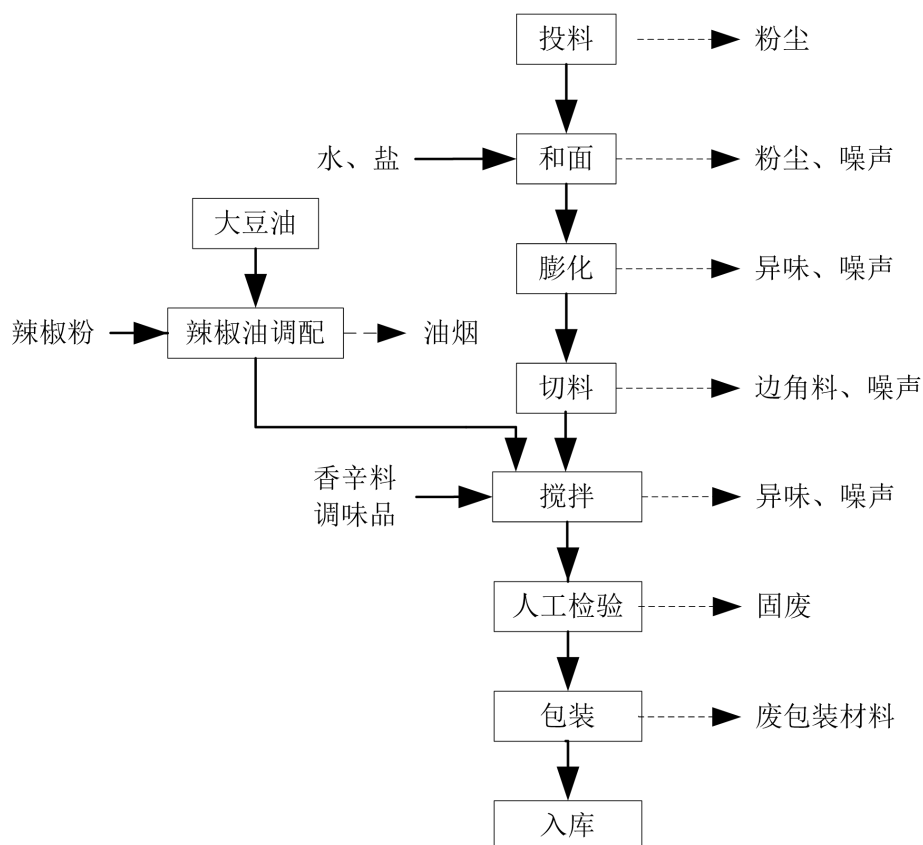 投料
粉尘
水、盐
和面
粉尘、噪声
大豆油
膨化
异味、噪声
辣椒粉
辣椒油调配
油烟
切料
边角料、噪声
香辛料
调味品
搅拌
异味、噪声
人工检验
固废
包装
废包装材料
入库